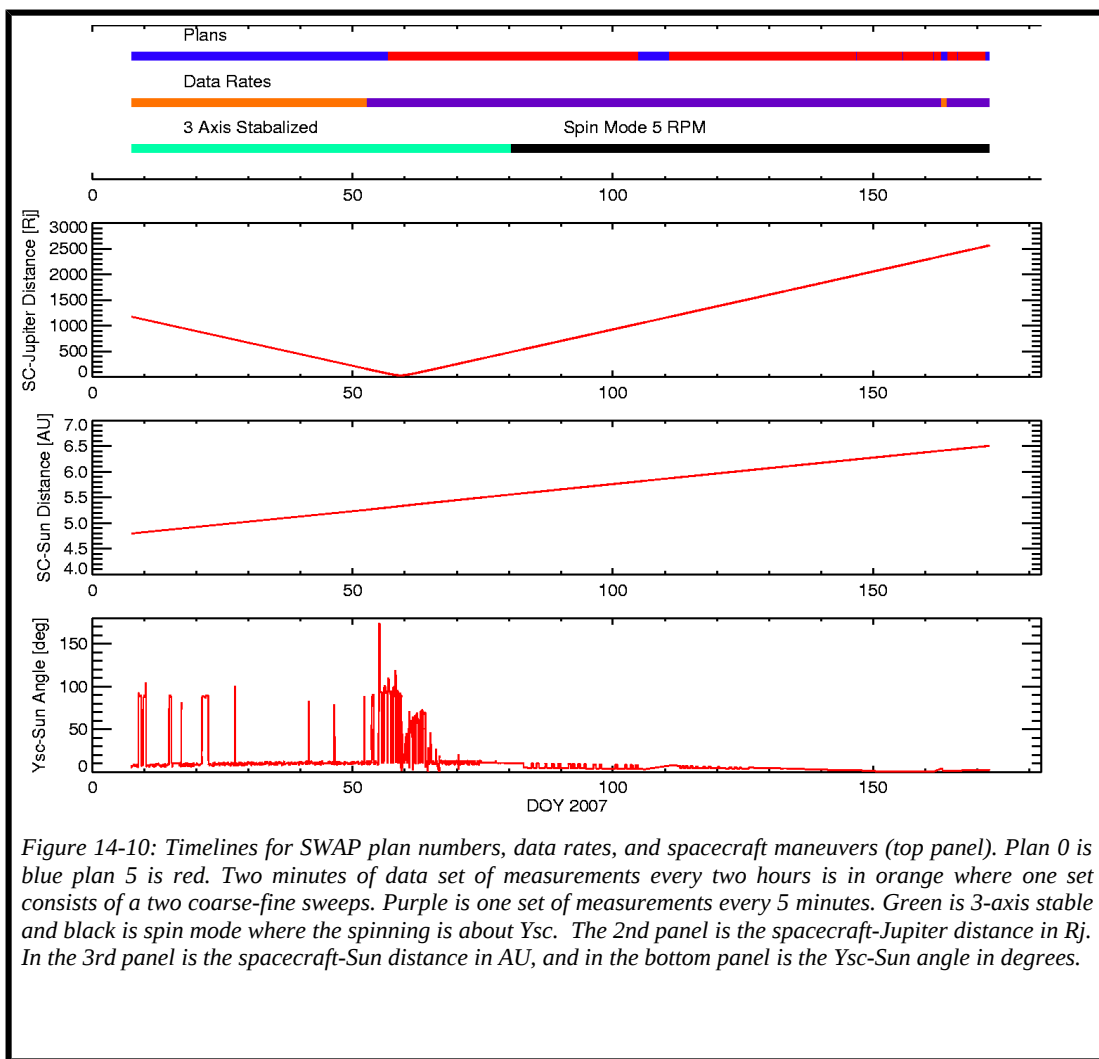 Plans
Data Rates
3 Axis Stabalized Spin Mode 5 RPM
0 50 100 150
SC-Jupiter Distance [Rj]
3000
2500
2000
1500
1000
500
0
0 50 100 150
SC-Sun Distance [AU]
7.0
6.5
6.0
5.5
5.0
4.5
4.0
0 50 100 150
Ysc-Sun Angle [deg]
150
100
50
0
0 50 100 150
DOY 2007
Figure 14-10: Timelines for SWAP plan numbers, data rates, and spacecraft maneuvers (top panel). Plan 0 is
blue plan 5 is red. Two minutes of data set of measurements every two hours is in orange where one set
consists of a two coarse-fine sweeps. Purple is one set of measurements every 5 minutes. Green is 3-axis stable
and black is spin mode where the spinning is about Ysc. The 2nd panel is the spacecraft-Jupiter distance in Rj.
In the 3rd panel is the spacecraft-Sun distance in AU, and in the bottom panel is the Ysc-Sun angle in degrees.